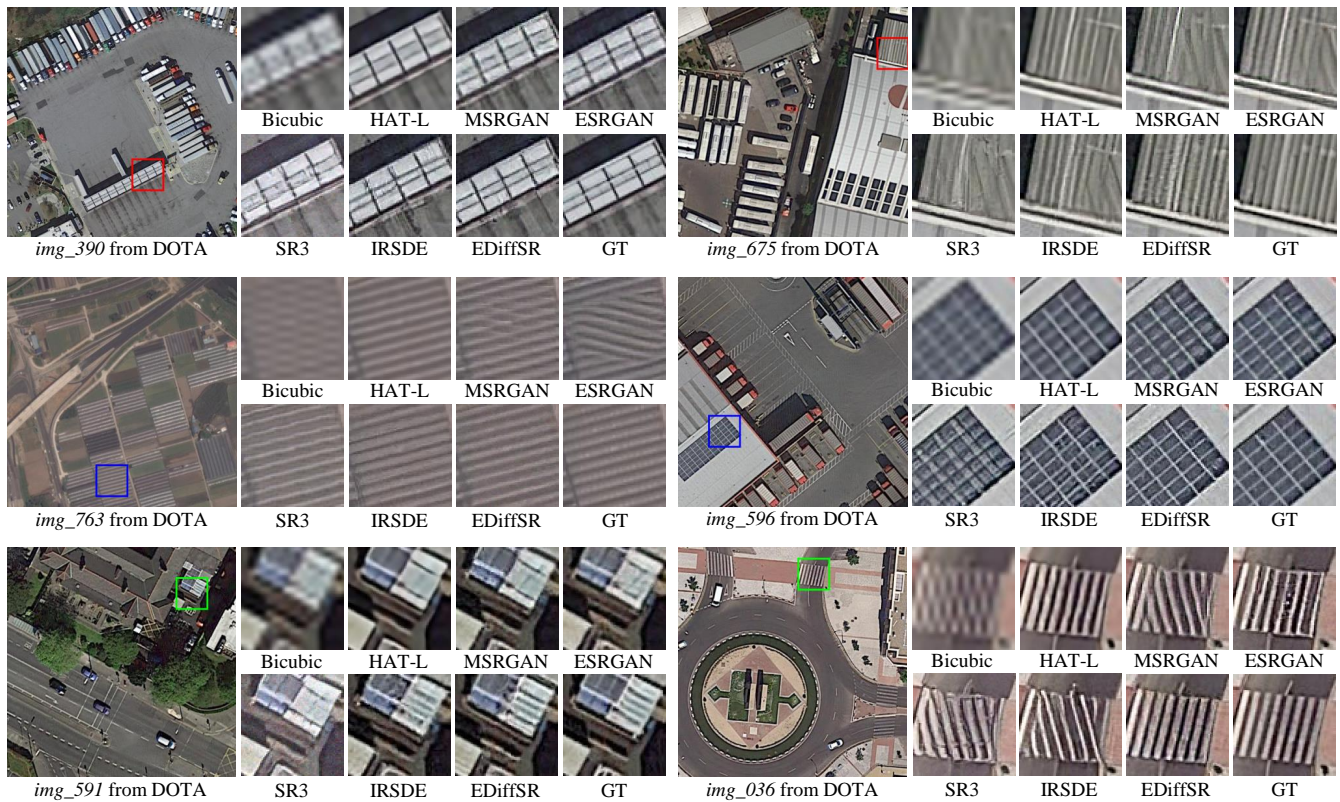 Bicubic HAT-L MSRGAN ESRGAN
SR3 IRSDE EDiffSR GT
img_390 from DOTA
Bicubic HAT-L MSRGAN ESRGAN
SR3 IRSDE EDiffSR GT
img_675 from DOTA
Bicubic HAT-L MSRGAN ESRGAN
SR3 IRSDE EDiffSR GT
img_763 from DOTA
Bicubic HAT-L MSRGAN ESRGAN
SR3 IRSDE EDiffSR GT
img_596 from DOTA
Bicubic HAT-L MSRGAN ESRGAN
SR3 IRSDE EDiffSR GT
img_591 from DOTA
Bicubic HAT-L MSRGAN ESRGAN
SR3 IRSDE EDiffSR GT
img_036 from DOTA